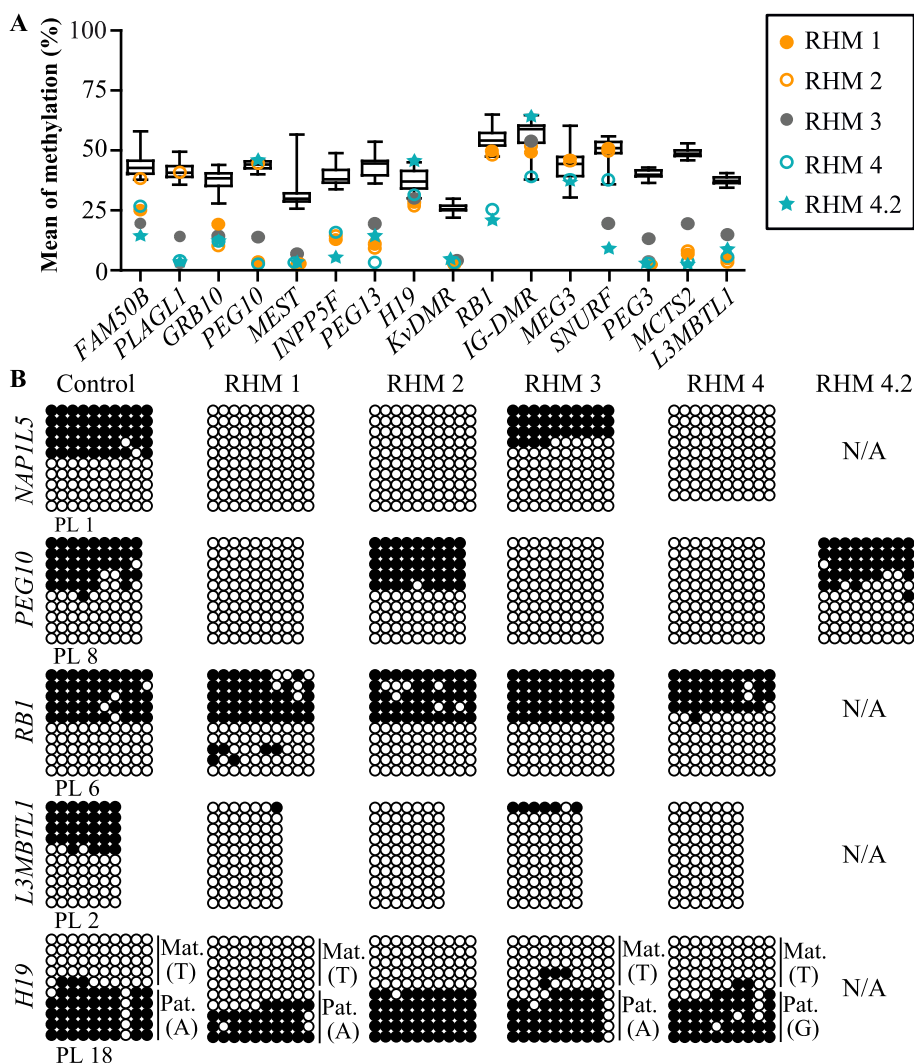 A
Mean of methylation (%)
100
75
50
25
0
FAM50B
PLAGL1
GRB10
PEG10
MEST
INPP5F
PEG13
H19
KvDMR
RB1
IG-DMR
MEG3
SNURF
PEG3
MCTS2
L3MBTL1
RHM 1
RHM 2
RHM 3
RHM 4
RHM 4.2
B
Control RHM 1 RHM 2 RHM 3 RHM 4 RHM 4.2
NAP1L5
N/A
PL 1
PEG10
PL 8
RB1
N/A
PL 6
L3MBTL1
N/A
PL 2
H19
Mat. (T)
Pat. (A)
Mat. (T)
Pat. (A)
Mat. (T)
Pat. (A)
Mat. (T)
Pat. (G)
N/A
PL 18